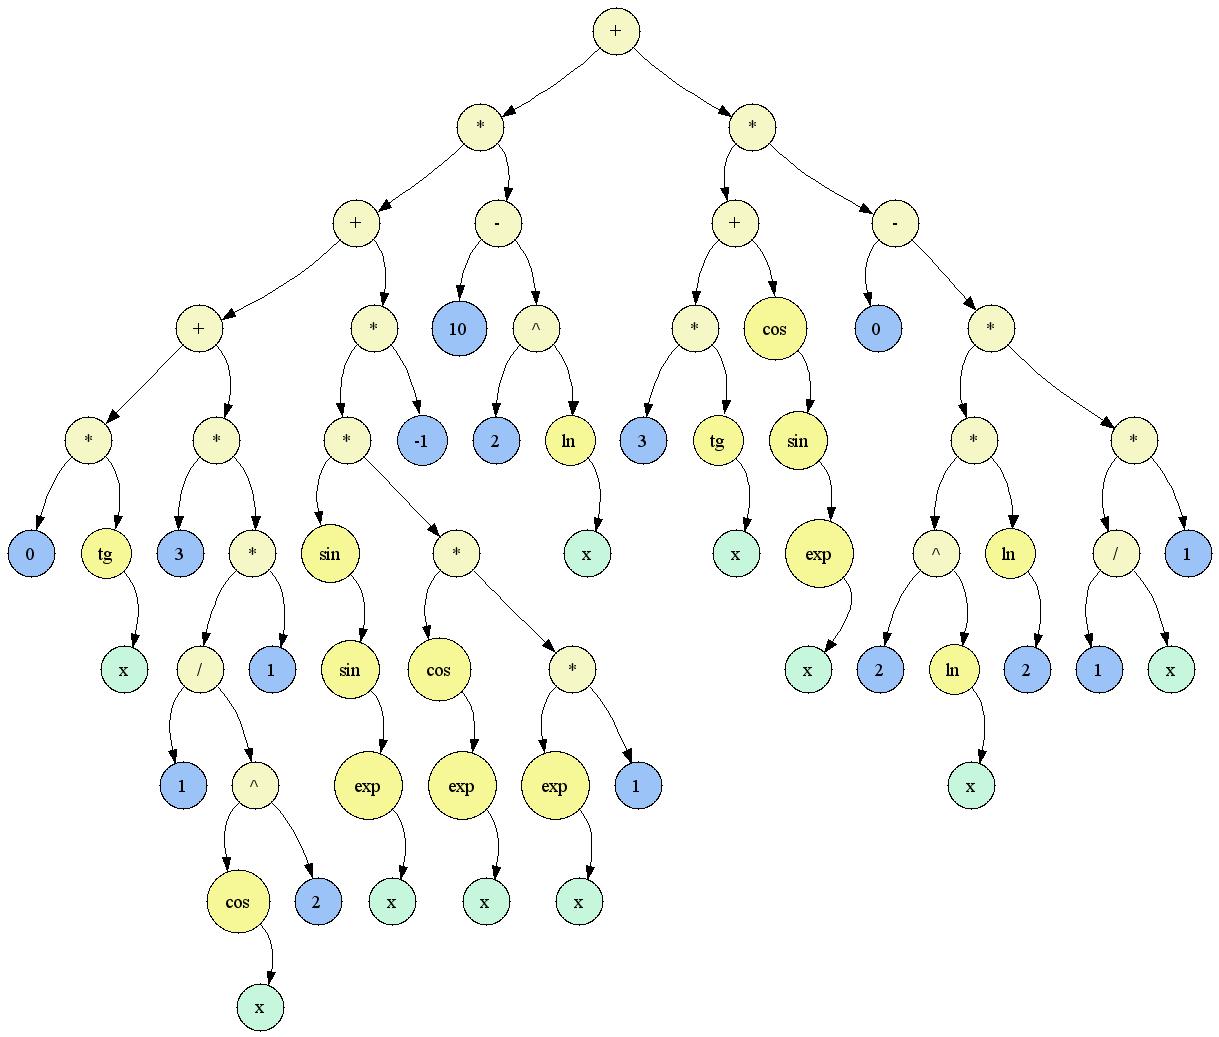 +
* *
+ - + -
+ * 10 ^ * cos 0 *
* * * -1 2 ln 3 tg sin * *
0 tg 3 * sin * x x exp ^ ln / 1
x / 1 sin cos * x 2 ln 2 1 x
1 ^ exp exp exp 1 x
cos 2 x x x
x